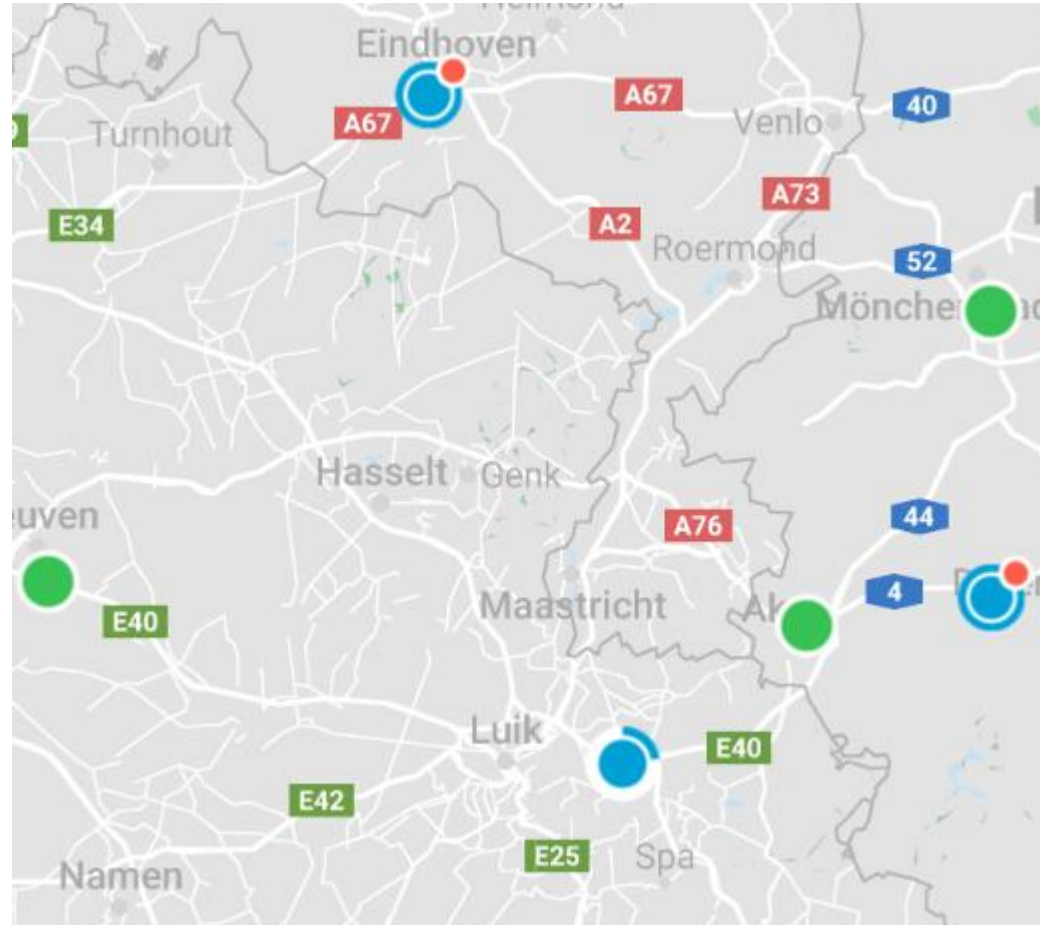 Eindhoven
A67
A67
40
Venlo
Turnhout
A73
E34
A2
Roermond
52
Hasselt
Genk
44
A76
4
Maastricht
E40
Luik
E40
E42
E25
Spa
Namen